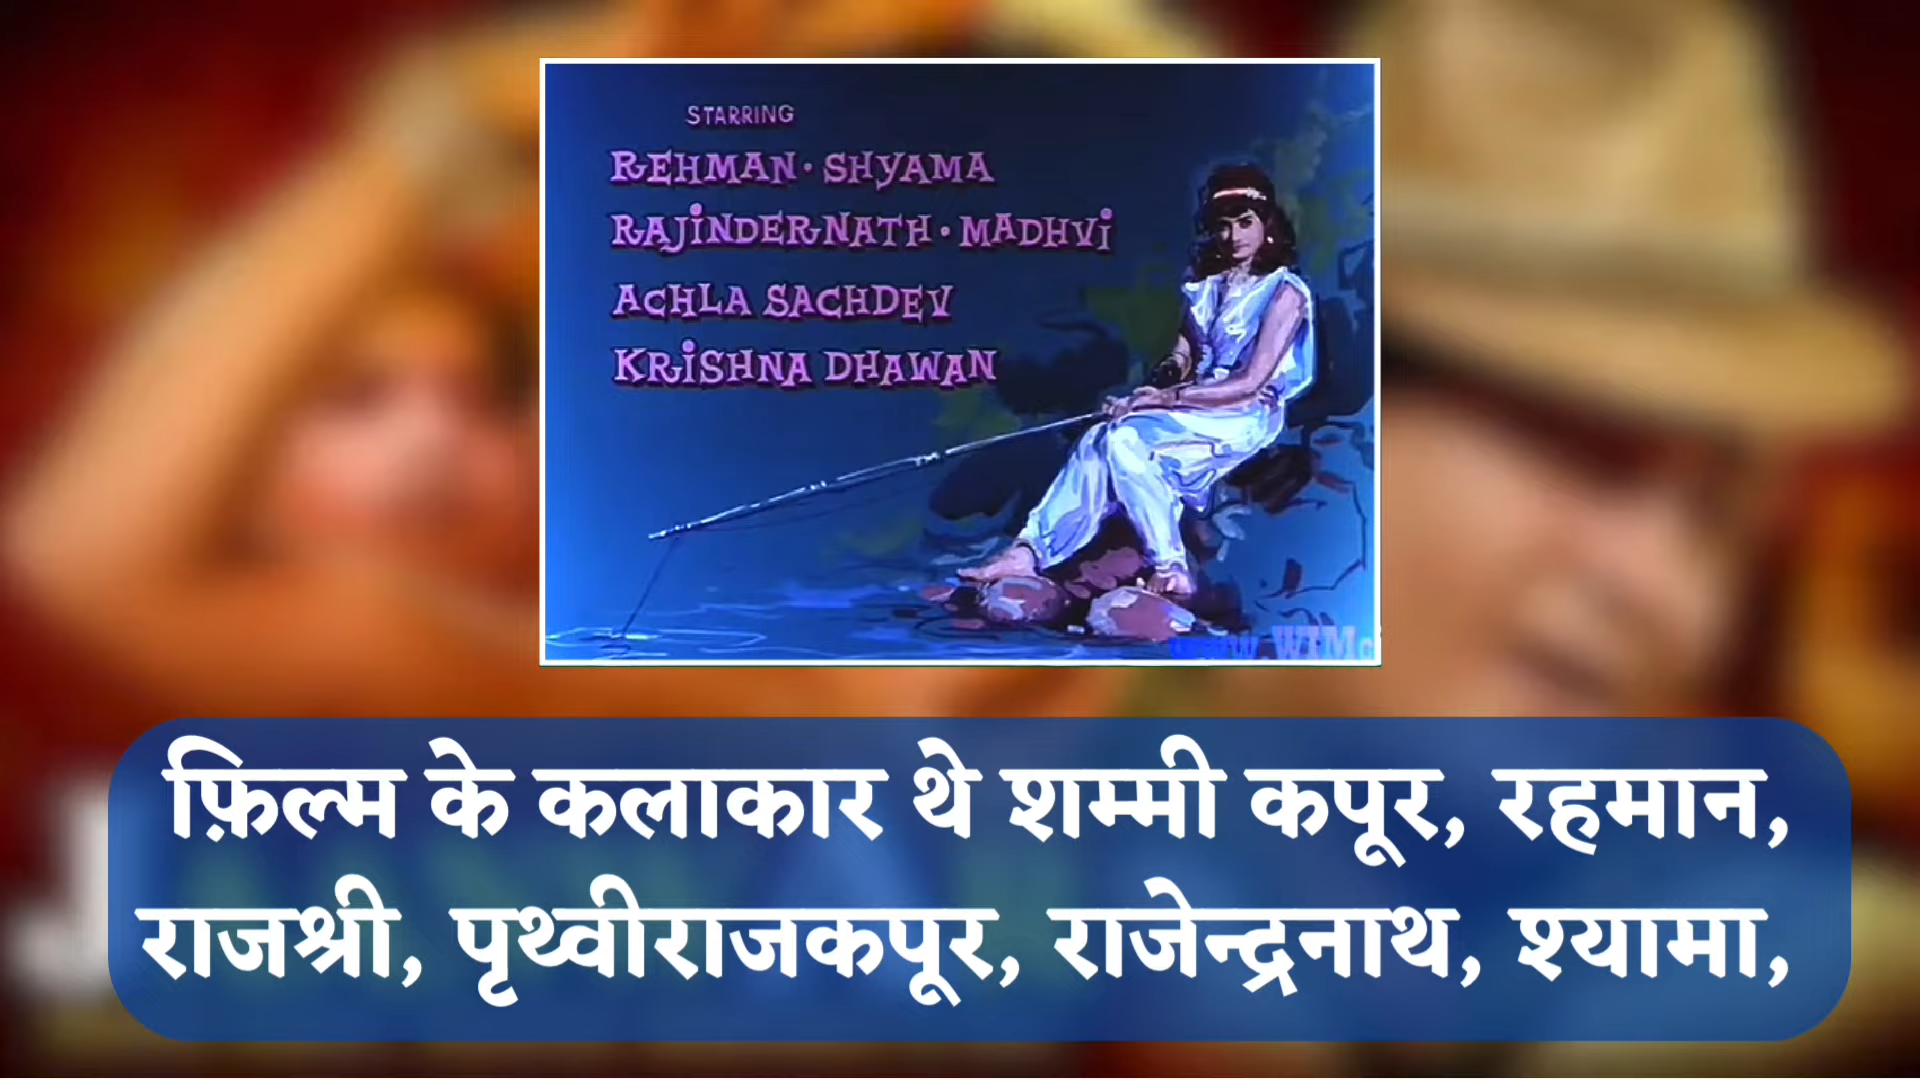 STARRING
REHMAN · SHYAMA
RAJINDERNATH · MADHVI
ACHLA SACHDEV
KRISHNA DHAWAN
फ़िल्म के कलाकार थे शम्मी कपूर, रहमान,
राजश्री, पृथ्वीराजकपूर, राजेन्द्रनाथ, श्यामा,